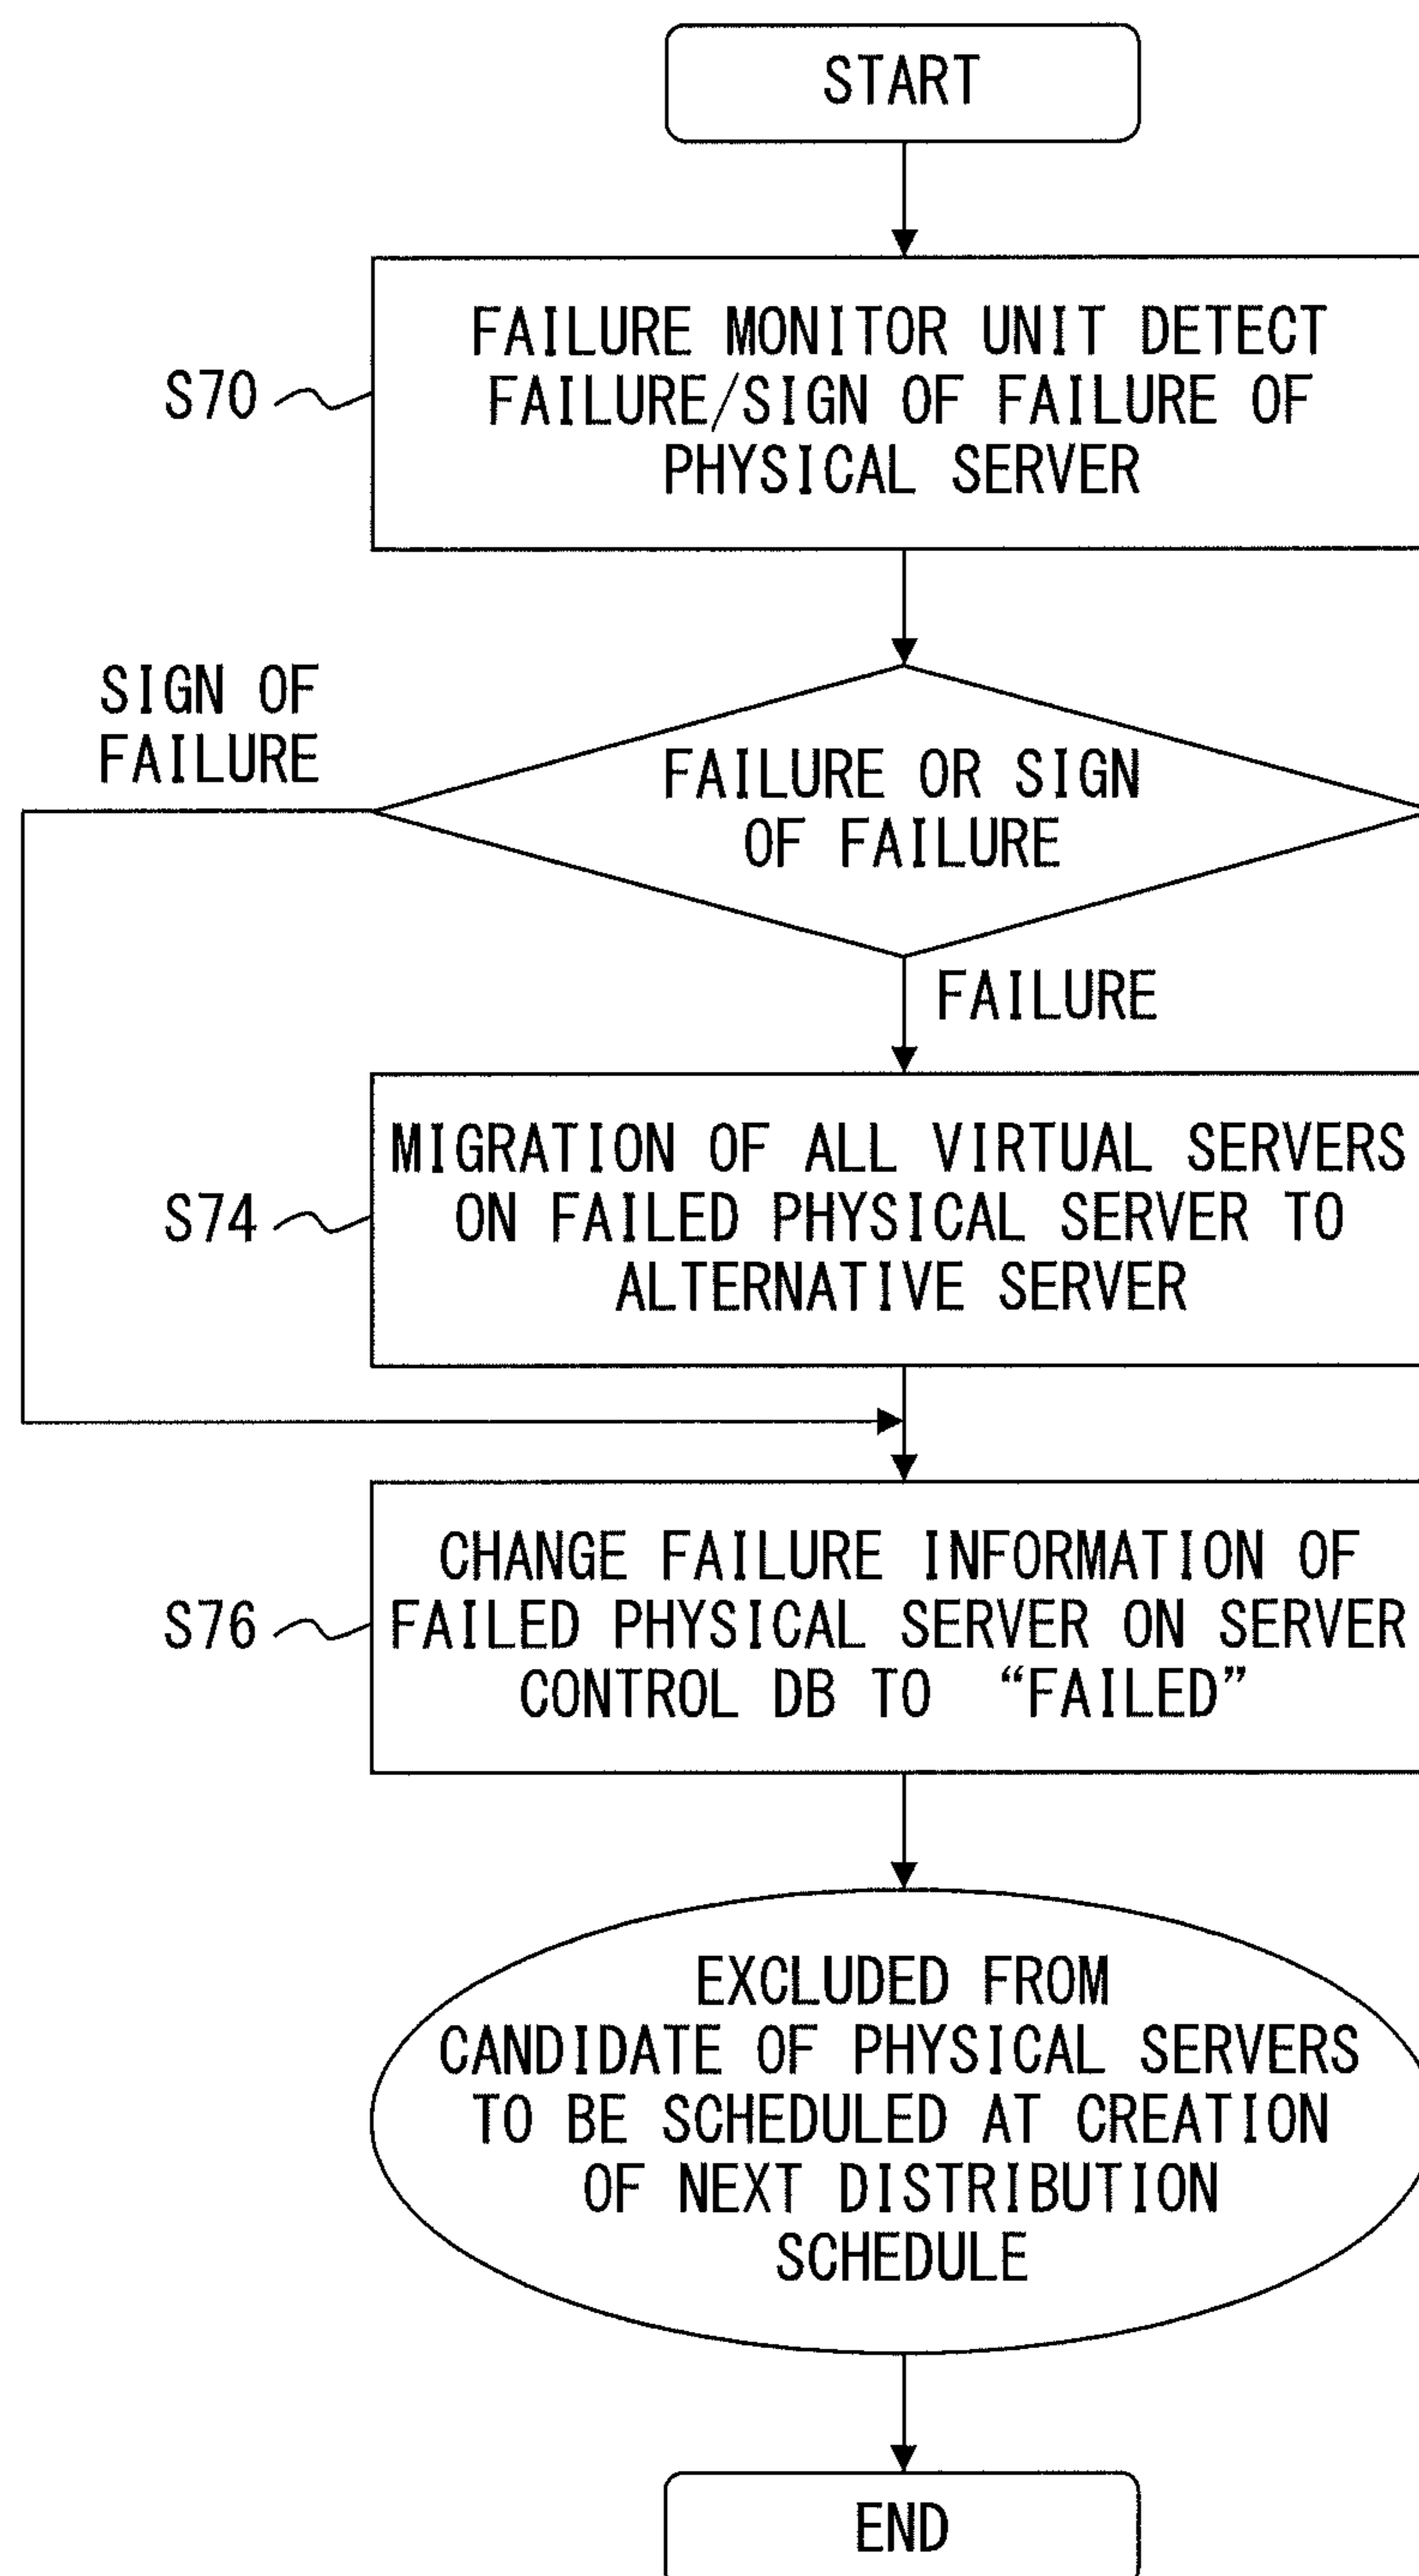 START
FAILURE MONITOR UNIT DETECT
FAILURE/SIGN OF FAILURE OF
PHYSICAL SERVER
S70
SIGN OF
FAILURE
FAILURE OR SIGN
OF FAILURE
FAILURE
MIGRATION OF ALL VIRTUAL SERVERS
ON FAILED PHYSICAL SERVER TO
ALTERNATIVE SERVER
S74
CHANGE FAILURE INFORMATION OF
FAILED PHYSICAL SERVER ON SERVER
CONTROL DB TO “FAILED”
S76
EXCLUDED FROM
CANDIDATE OF PHYSICAL SERVERS
TO BE SCHEDULED AT CREATION
OF NEXT DISTRIBUTION
SCHEDULE
END